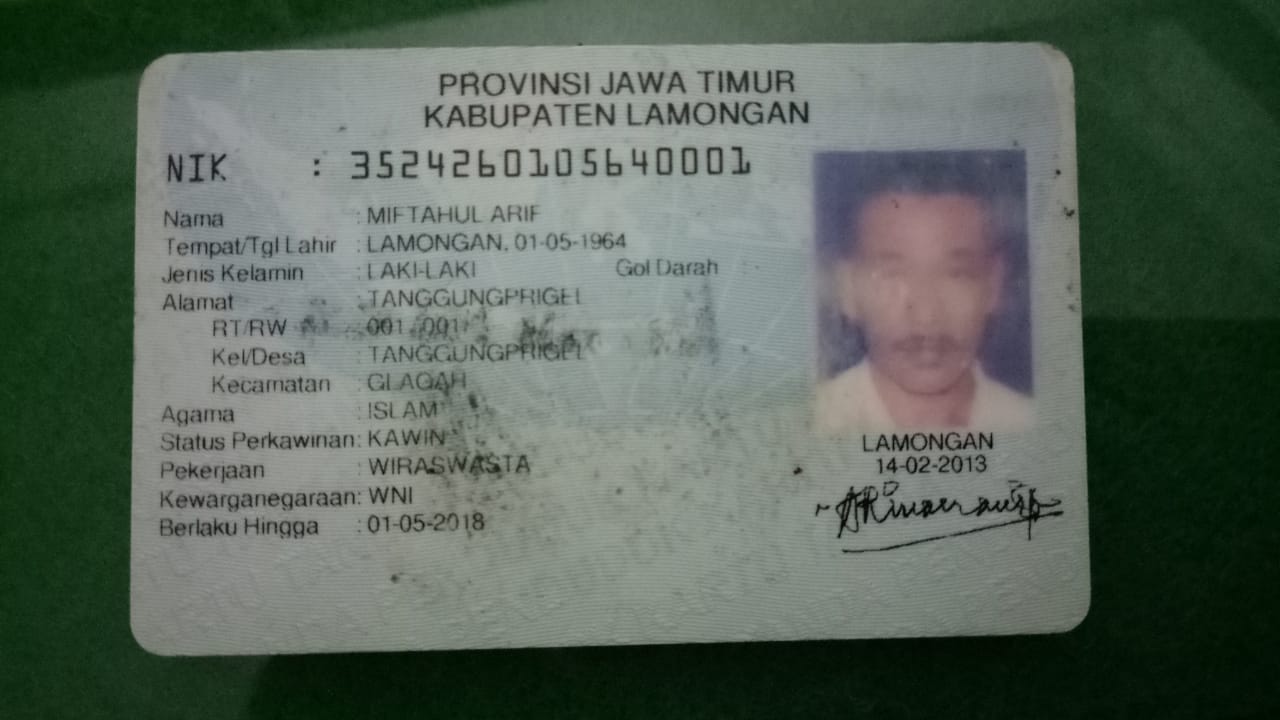 PROVINSI JAWA TIMUR
KABUPATEN LAMONGAN
NIK : 3524260105640001
Nama : MIFTAHUL ARIF
Tempat/Tgl Lahir : LAMONGAN, 01-05-1964
Jenis Kelamin : LAKI-LAKI Gol Darah : -
Alamat : TANGGUNGPRIGEL
RT/RW : 001/001
Kel/Desa : TANGGUNGPRIGEL
Kecamatan : GLAGAH
Agama : ISLAM
Status Perkawinan: KAWIN
Pekerjaan : WIRASWASTA
Kewarganegaraan: WNI
Berlaku Hingga : 01-05-2018
LAMONGAN
14-02-2013